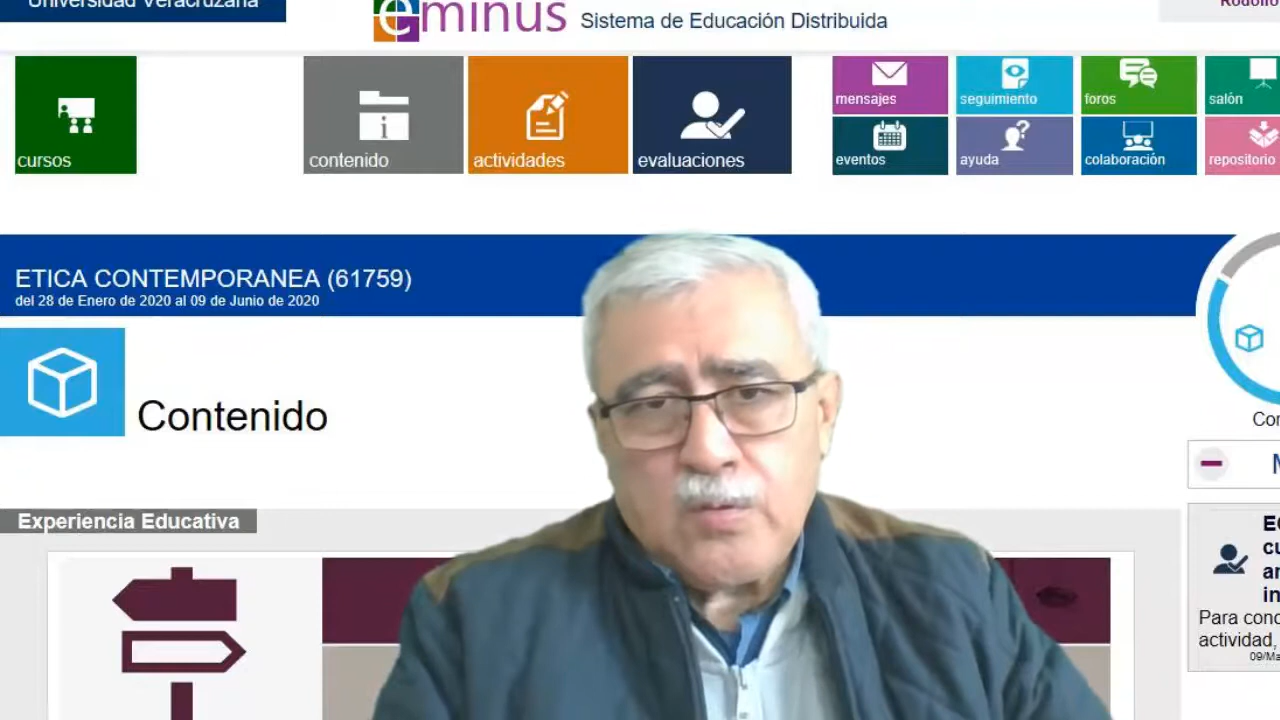 Universidad Veracruzana
eminus Sistema de Educación Distribuida
Rodolfo
cursos
contenido
actividades
evaluaciones
mensajes
seguimiento
foros
salón
eventos
ayuda
colaboración
repositorio
ETICA CONTEMPORANEA (61759)
del 28 de Enero de 2020 al 09 de Junio de 2020
Contenido
Experiencia Educativa
Para
actividad,